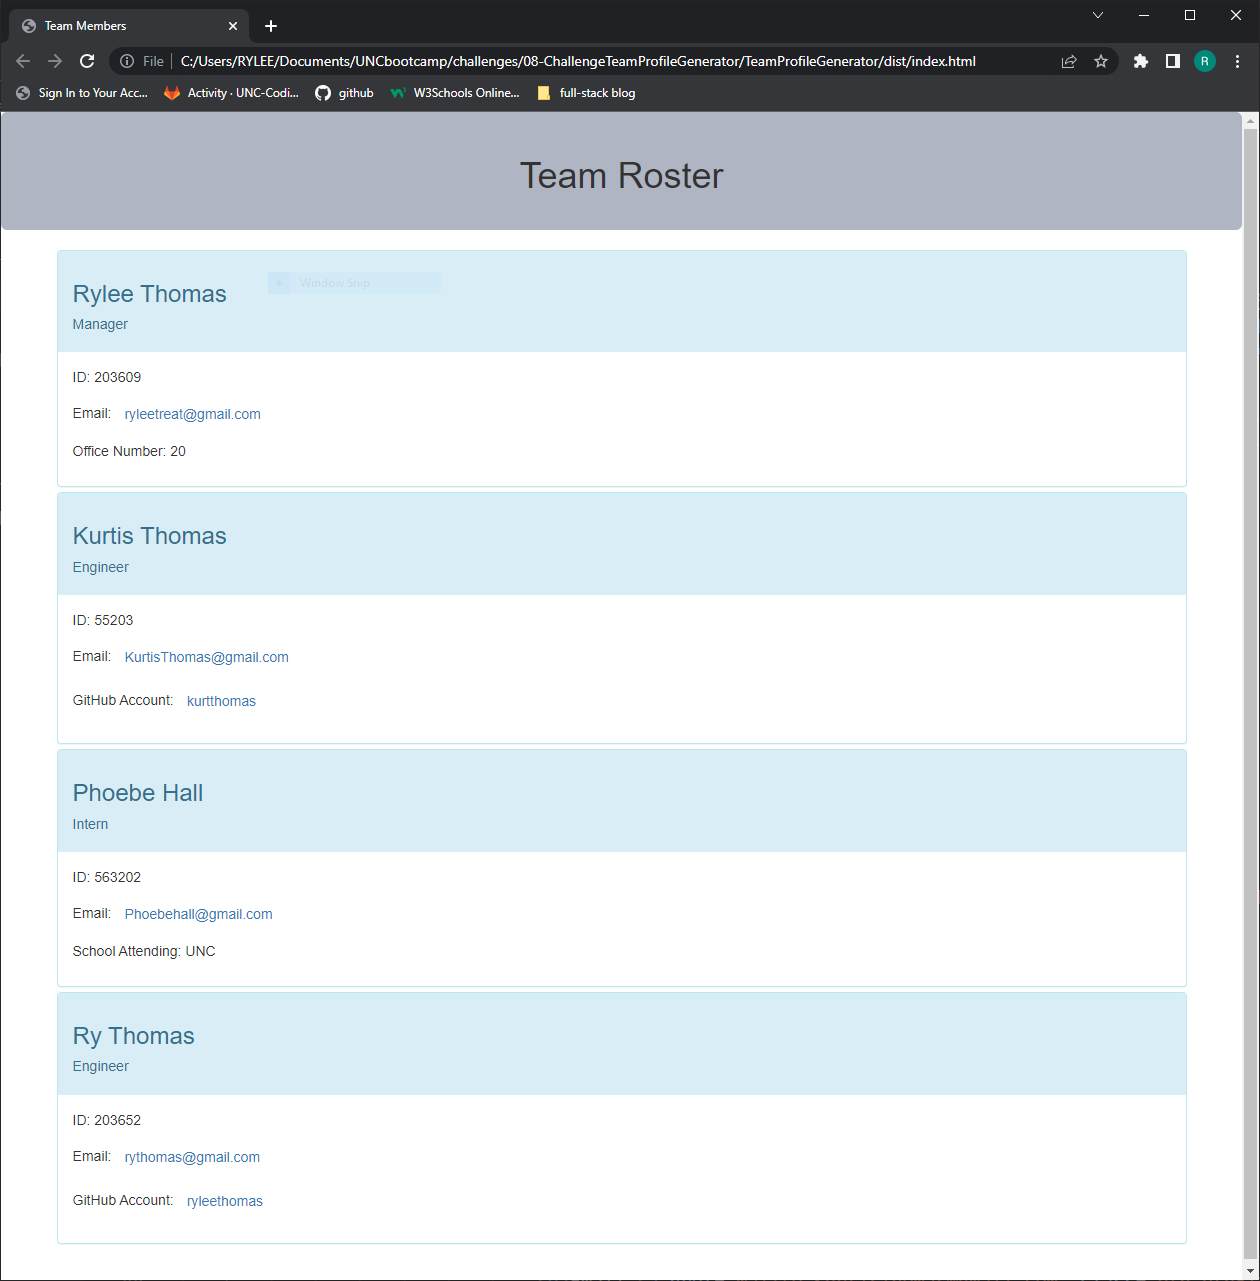 Team Members
File
C:/Users/RYLEE/Documents/UNCbootcamp/challenges/08-ChallengeTeamProfileGenerator/TeamProfileGenerator/dist/index.html
R
Sign In to Your Acc... Activity · UNC-Codi... github W3Schools Online... full-stack blog
Team Roster
Rylee Thomas
Window Snip
Manager
ID: 203609
Email: ryleetreat@gmail.com
Office Number: 20
Kurtis Thomas
Engineer
ID: 55203
Email: KurtisThomas@gmail.com
GitHub Account: kurtthomas
Phoebe Hall
Intern
ID: 563202
Email: Phoebehall@gmail.com
School Attending: UNC
Ry Thomas
Engineer
ID: 203652
Email: rythomas@gmail.com
GitHub Account: ryleethomas